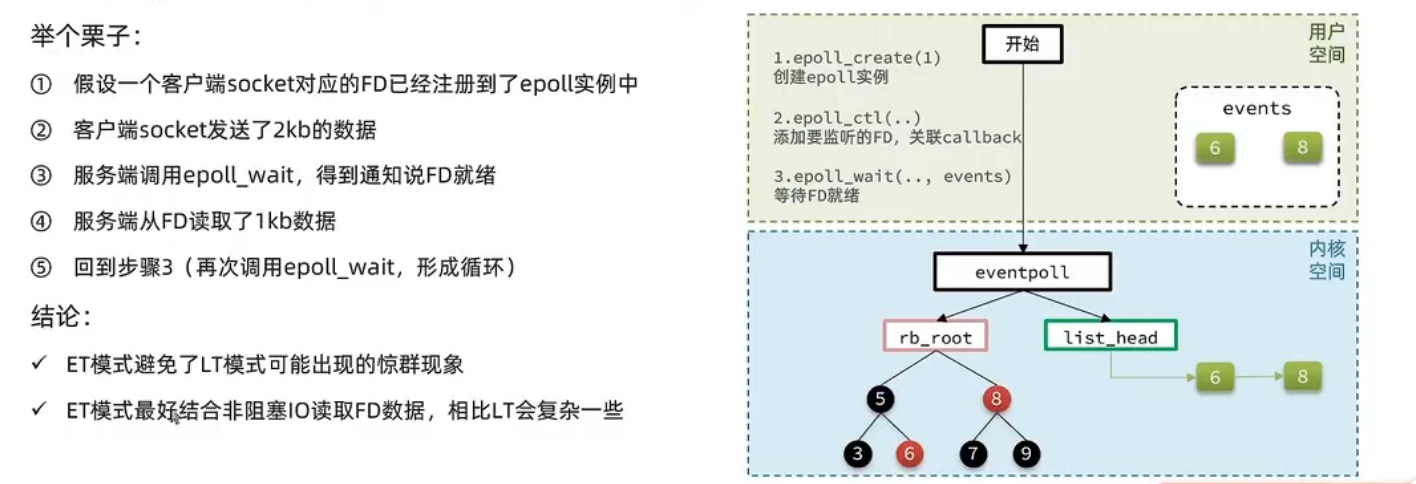 举个栗子：
① 假设一个客户端socket对应的FD已经注册到了epoll实例中
② 客户端socket发送了2kb的数据
③ 服务端调用epoll_wait，得到通知说FD就绪
④ 服务端从FD读取了1kb数据
⑤ 回到步骤3（再次调用epoll_wait，形成循环）
结论：
✓ ET模式避免了LT模式可能出现的惊群现象
✓ ET模式最好结合非阻塞IO读取FD数据，相比LT会复杂一些
开始
用户
空间
1.epoll_create(1)
创建epoll实例
2.epoll_ctl(..)
添加要监听的FD，关联callback
3.epoll_wait(.., events)
等待FD就绪
events
6 8
内核
空间
eventpoll
rb_root list_head
6 8
5 8
3 6 7 9